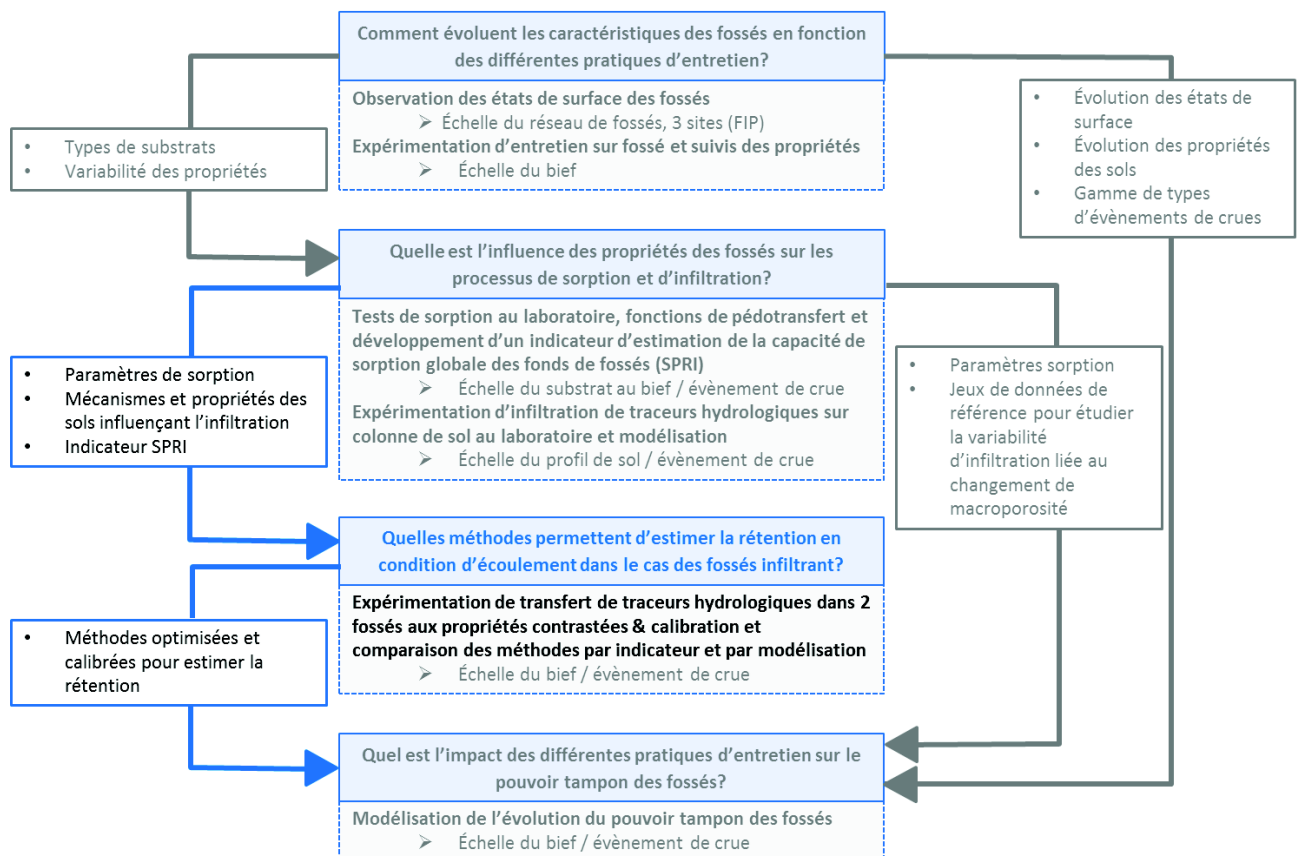 Comment évoluent les caractéristiques des fossés en fonction
des différentes pratiques d'entretien?
Observation des états de surface des fossés
➢ Échelle du réseau de fossés, 3 sites (FIP)
Expérimentation d'entretien sur fossé et suivis des propriétés
➢ Échelle du bief
• Types de substrats
• Variabilité des propriétés
• Évolution des états de
surface
• Évolution des propriétés
des sols
• Gamme de types
d'évènements de crues
Quelle est l'influence des propriétés des fossés sur les
processus de sorption et d'infiltration?
Tests de sorption au laboratoire, fonctions de pédotransfert et
développement d'un indicateur d'estimation de la capacité de
sorption globale des fonds de fossés (SPRI)
➢ Échelle du substrat au bief / évènement de crue
Expérimentation d'infiltration de traceurs hydrologiques sur
colonne de sol au laboratoire et modélisation
➢ Échelle du profil de sol / évènement de crue
• Paramètres de sorption
• Mécanismes et propriétés des
sols influençant l'infiltration
• Indicateur SPRI
• Paramètres sorption
• Jeux de données de
référence pour étudier
la variabilité
d'infiltration liée au
changement de
macroporosité
Quelles méthodes permettent d'estimer la rétention en
condition d'écoulement dans le cas des fossés infiltrant?
Expérimentation de transfert de traceurs hydrologiques dans 2
fossés aux propriétés contrastées & calibration et
comparaison des méthodes par indicateur et par modélisation
➢ Échelle du bief / évènement de crue
• Méthodes optimisées et
calibrées pour estimer la
rétention
Quel est l'impact des différentes pratiques d'entretien sur le
pouvoir tampon des fossés?
Modélisation de l'évolution du pouvoir tampon des fossés
➢ Échelle du bief / évènement de crue